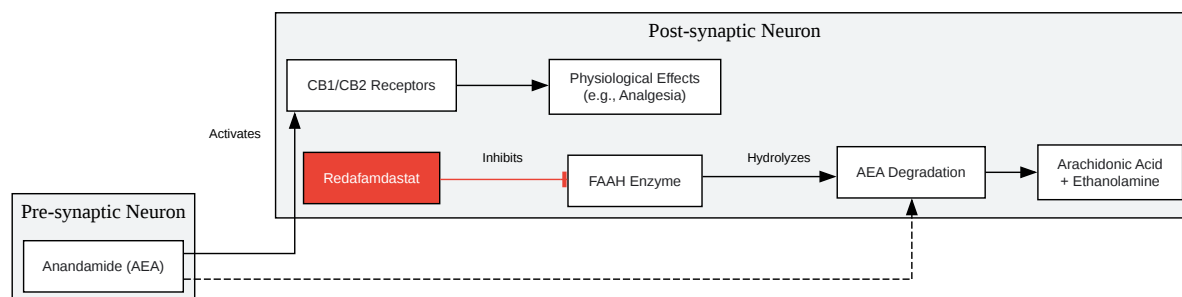 Post-synaptic Neuron
CB1/CB2 Receptors
Physiological Effects
(e.g., Analgesia)
Activates
Redafamdastat
Inhibits
FAAH Enzyme
Hydrolyzes
AEA Degradation
Arachidonic Acid
+ Ethanolamine
Pre-synaptic Neuron
Anandamide (AEA)